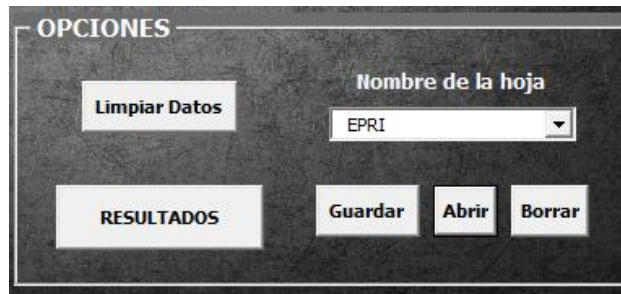 OPCIONES
Limpiar Datos
Nombre de la hoja
EPRI
RESULTADOS
Guardar
Abrir
Borrar